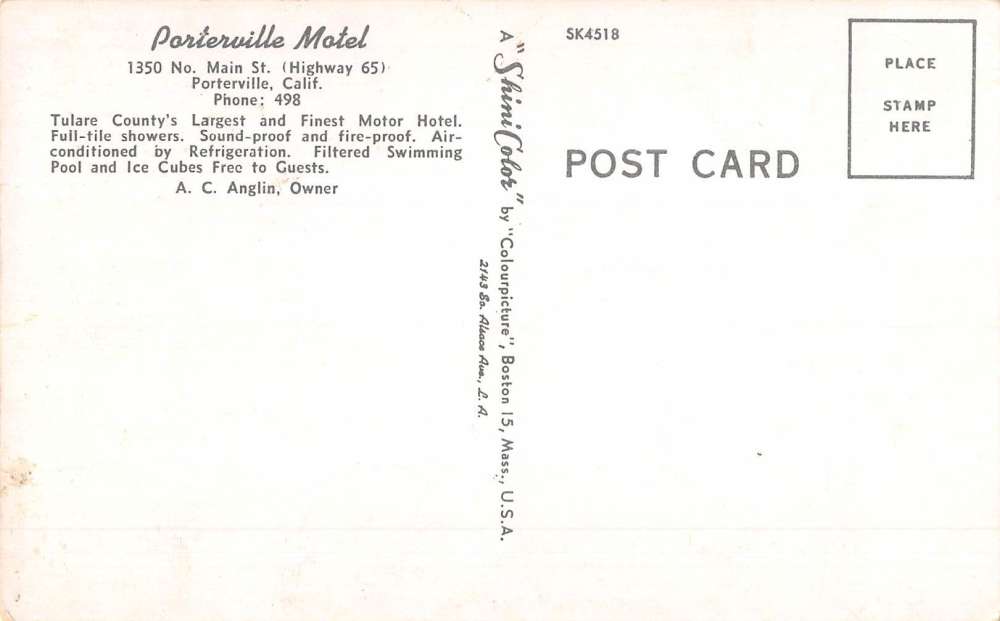 Porterville Motel
1350 No. Main St. (Highway 65)
Porterville, Calif.
Phone: 498
Tulare County's Largest and Finest Motor Hotel.
Full-tile showers. Sound-proof and fire-proof. Air-
conditioned by Refrigeration. Filtered Swimming
Pool and Ice Cubes Free to Guests.
A. C. Anglin, Owner
A "ShiniColor" by "Colourpicture", Boston 15, Mass., U.S.A.
2143 So. Alsace Ave., L. A.
SK4518
POST CARD
PLACE
STAMP
HERE